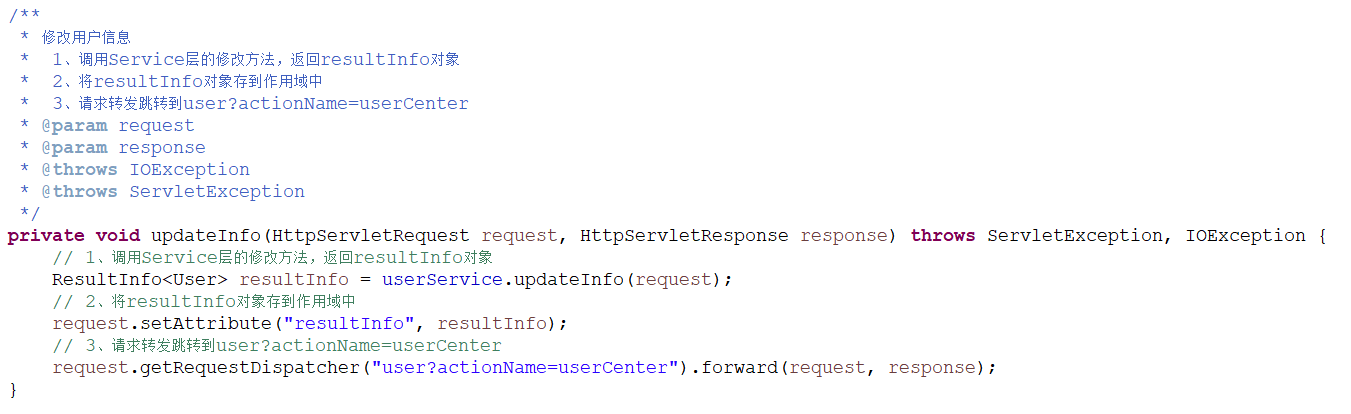 /**
 * 修改用户信息
 *  1、调用Service层的修改方法，返回resultInfo对象
 *  2、将resultInfo对象存到作用域中
 *  3、请求转发跳转到user?actionName=userCenter
 * @param request
 * @param response
 * @throws IOException
 * @throws ServletException
 */
private void updateInfo(HttpServletRequest request, HttpServletResponse response) throws ServletException, IOException {
    // 1、调用Service层的修改方法，返回resultInfo对象
    ResultInfo<User> resultInfo = userService.updateInfo(request);
    // 2、将resultInfo对象存到作用域中
    request.setAttribute("resultInfo", resultInfo);
    // 3、请求转发跳转到user?actionName=userCenter
    request.getRequestDispatcher("user?actionName=userCenter").forward(request, response);
}